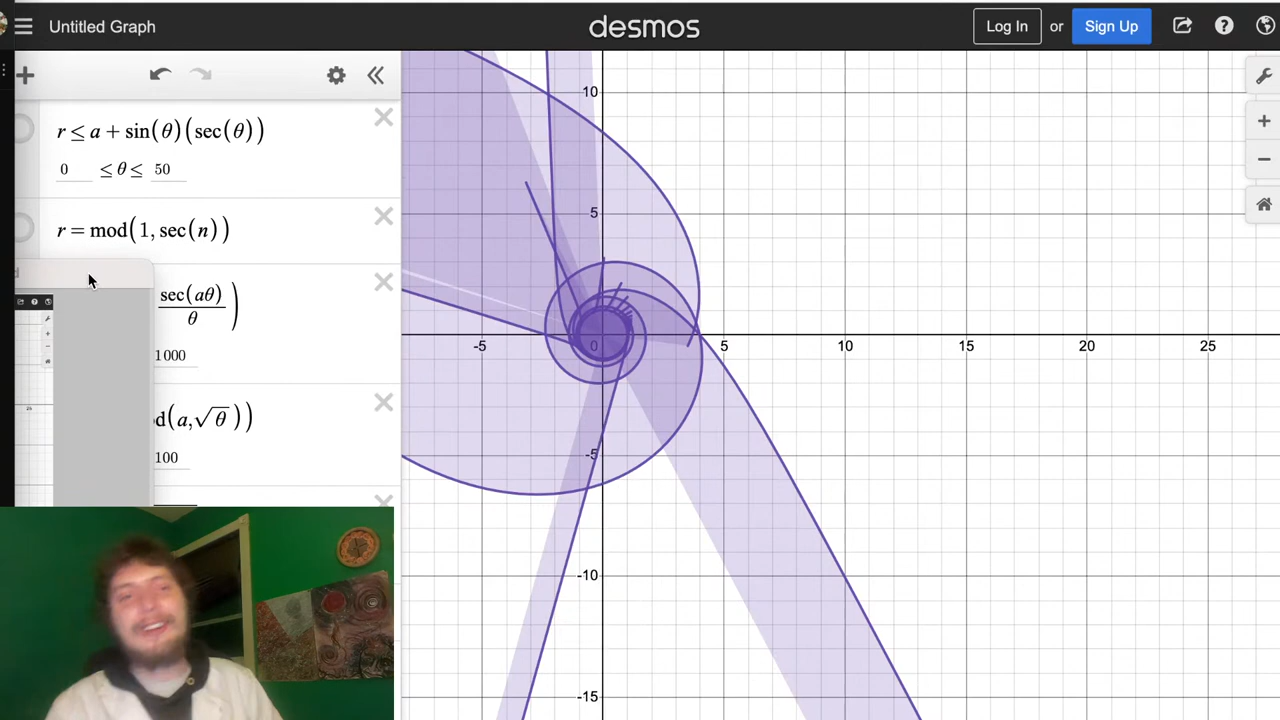 Untitled Graph
desmos
Log In or Sign Up
r ≤ a + sin(θ)(sec(θ))
0 ≤ θ ≤ 50
r = mod(1, sec(n))
sec(aθ)
θ )
1000
d(a,√θ))
100
10
5
-5 0 5 10 15 20 25
-5
-10
-15